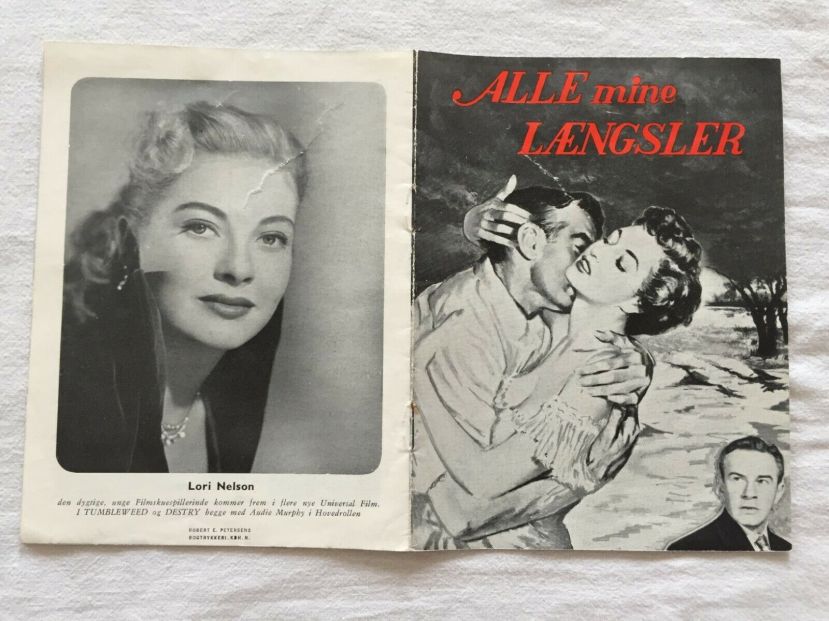 Lori Nelson
den dygtige, unge Filmskuespillerinde kommer frem i flere nye Universal Film.
I TUMBLEWEED og DESTRY begge med Audie Murphy i Hovedrollen
ROBERT E. PETERSENS
BOGTRYKKERI. KBH. N.
ALLE mine
LÆNGSLER